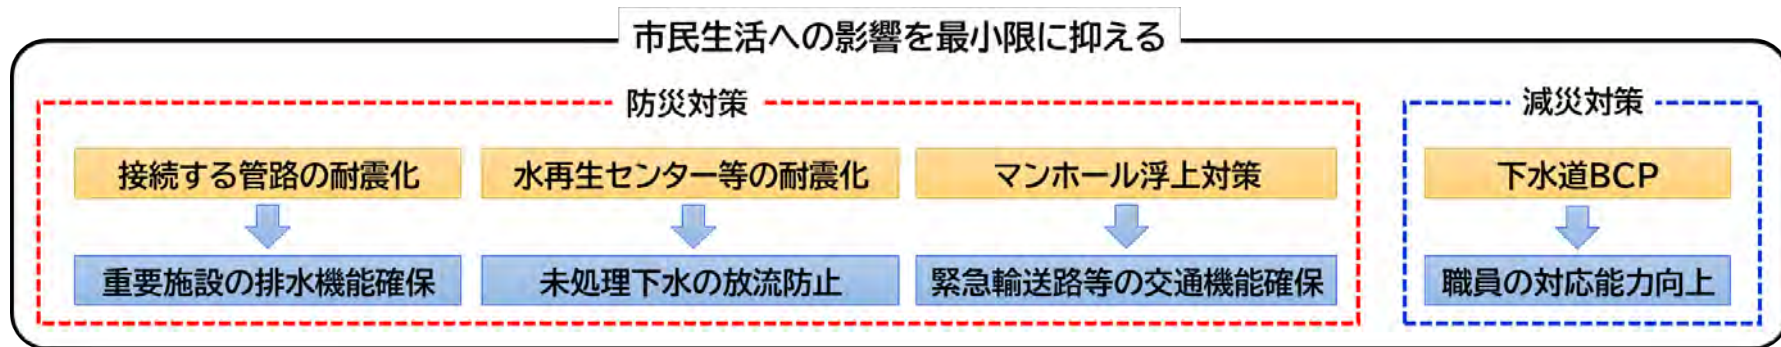 市民生活への影響を最小限に抑える
防災対策
減災対策
接続する管路の耐震化
水再生センター等の耐震化
マンホール浮上対策
下水道BCP
重要施設の排水機能確保
未処理下水の放流防止
緊急輸送路等の交通機能確保
職員の対応能力向上